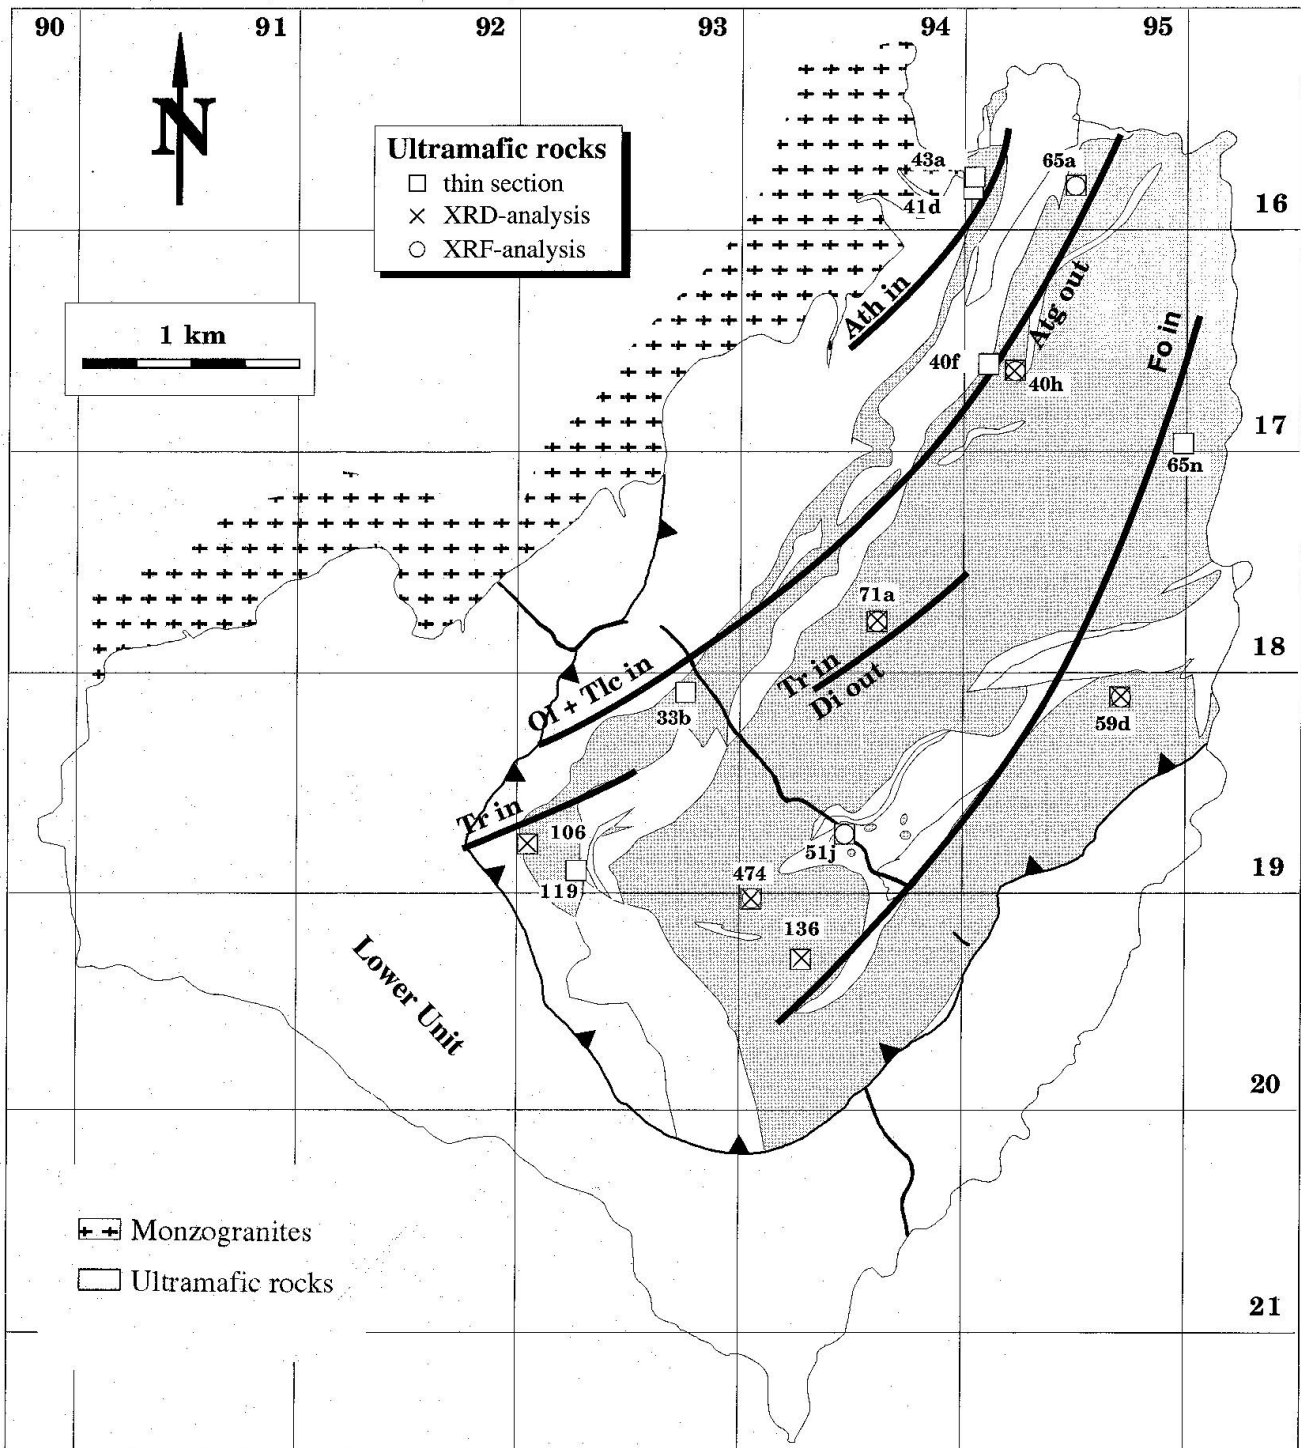 90 91 92 93 94 95
N
Ultramafic rocks
thin section
XRD-analysis
XRF-analysis
1 km
43a
65a
41d
16
Ath in
Atg out
Fo in
40f
40h
17
65n
71a
18
Tr in
Di out
Ol + Tlc in
33b
59d
Tr in
106
51j
119
474
19
136
Lower Unit
20
Monzogranites
Ultramafic rocks
21